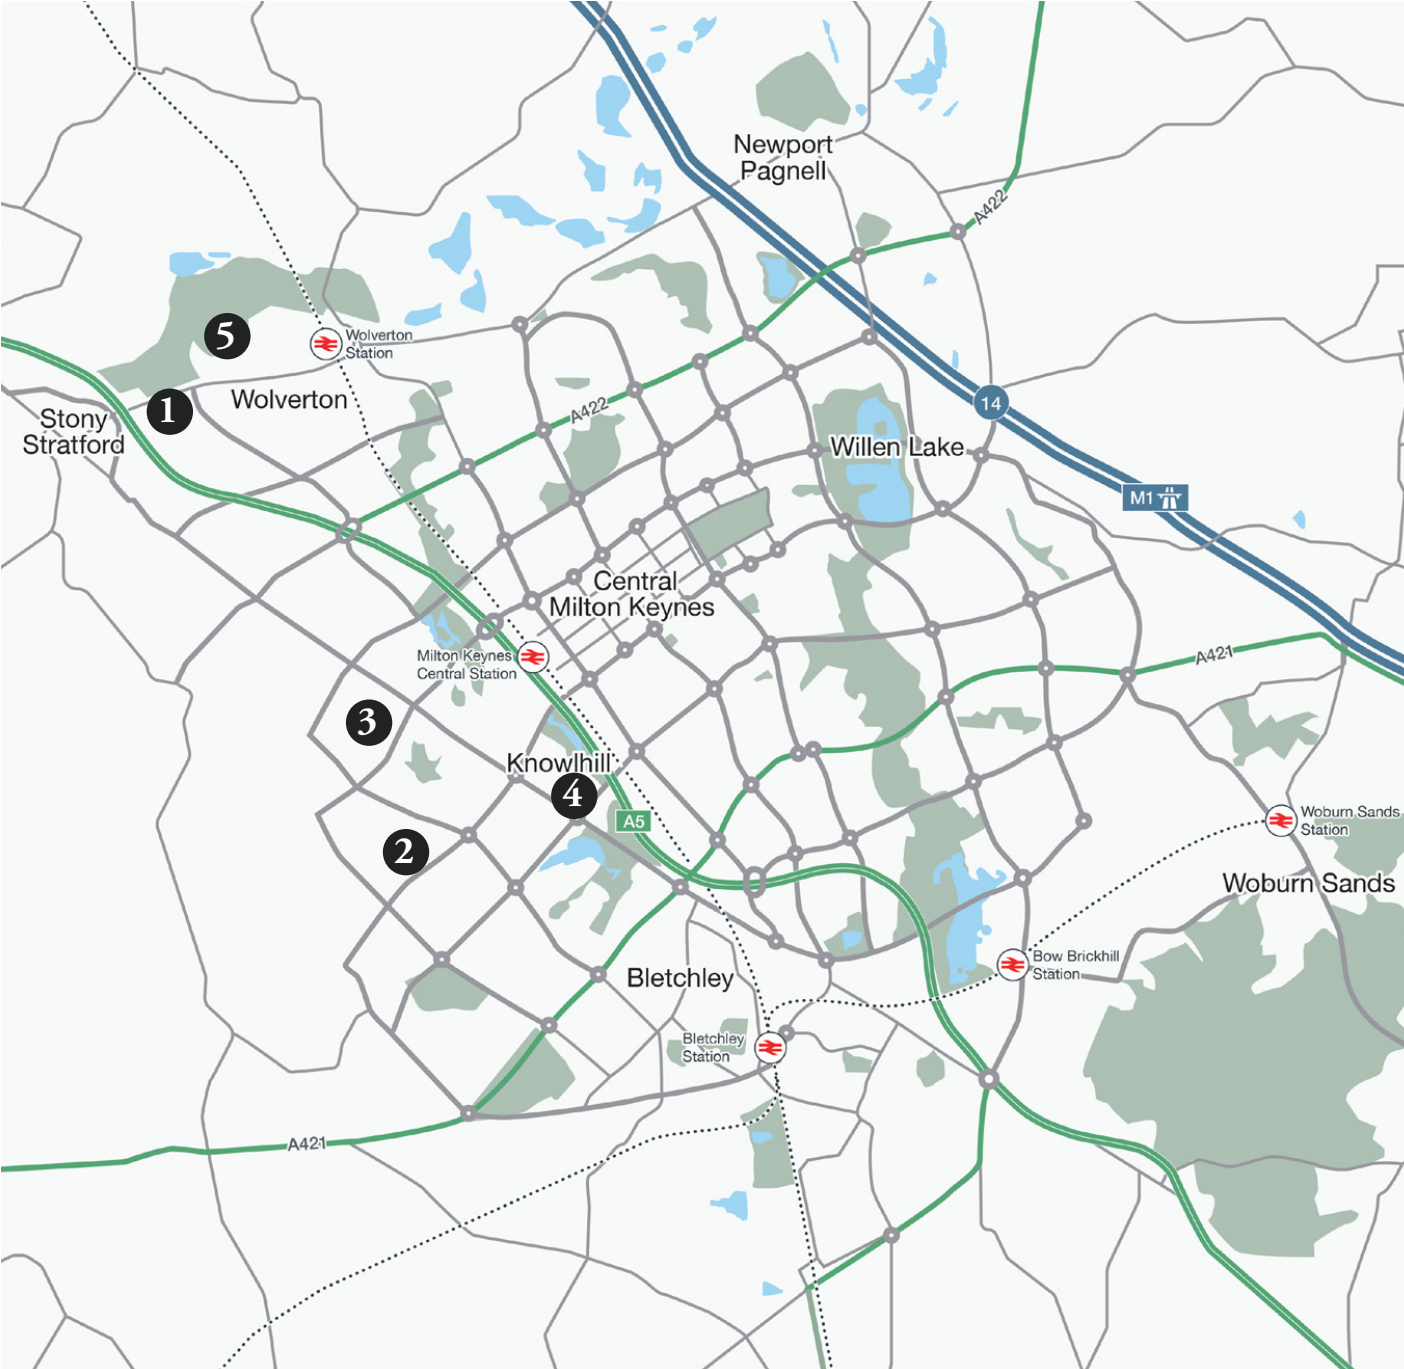 Newport
Pagnell
A422
5
Wolverton
Station
1
Wolverton
Stony
Stratford
A422
14
Willen Lake
M1
Central
Milton Keynes
Milton Keynes
Central Station
A421
3
Knowlhill
4
A5
Woburn Sands
Station
2
Woburn Sands
Bow Brickhill
Station
Bletchley
Bletchley
Station
A421